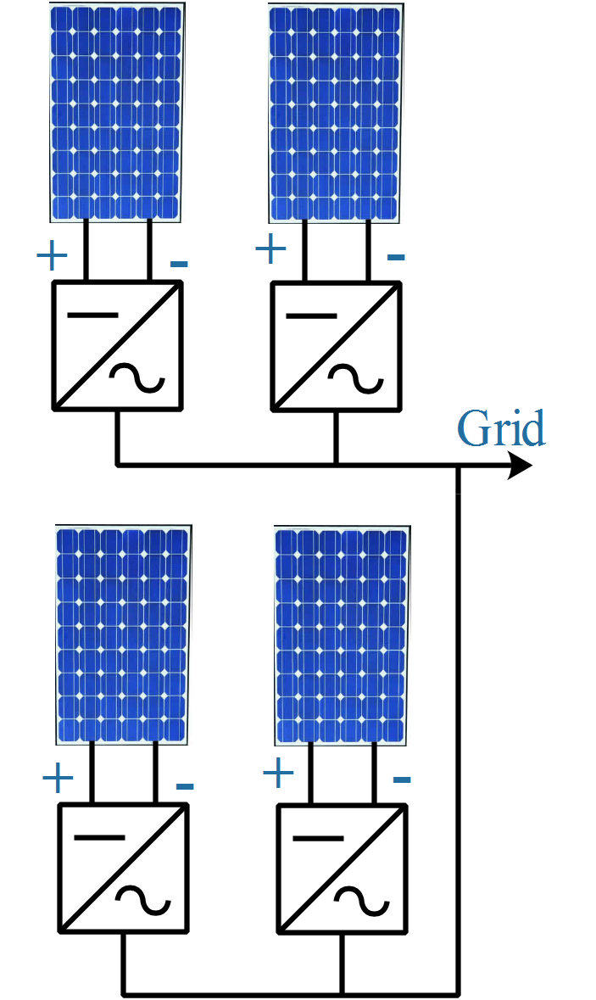 + - + -
Grid
+ - + -